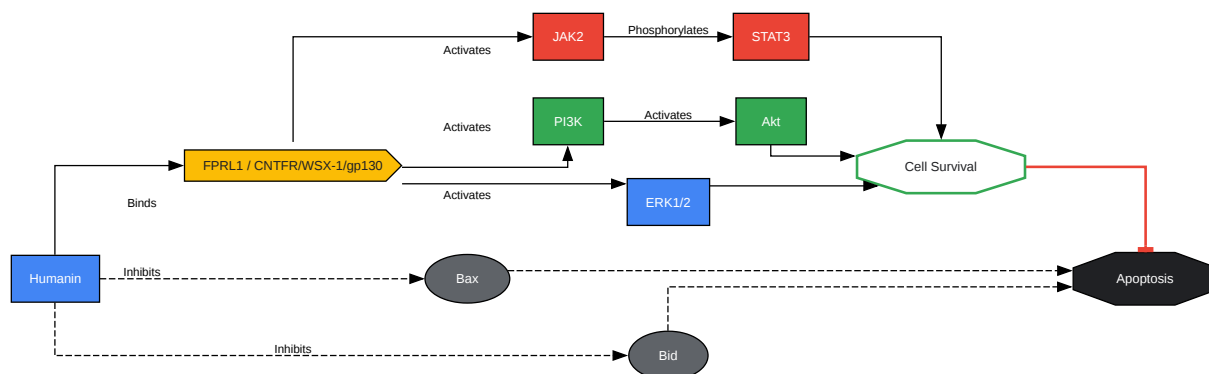 JAK2
Phosphorylates
STAT3
Activates
PI3K
Activates
Akt
Activates
FPRL1 / CNTFR/WSX-1/gp130
Cell Survival
Activates
ERK1/2
Binds
Humanin
Inhibits
Bax
Apoptosis
Inhibits
Bid